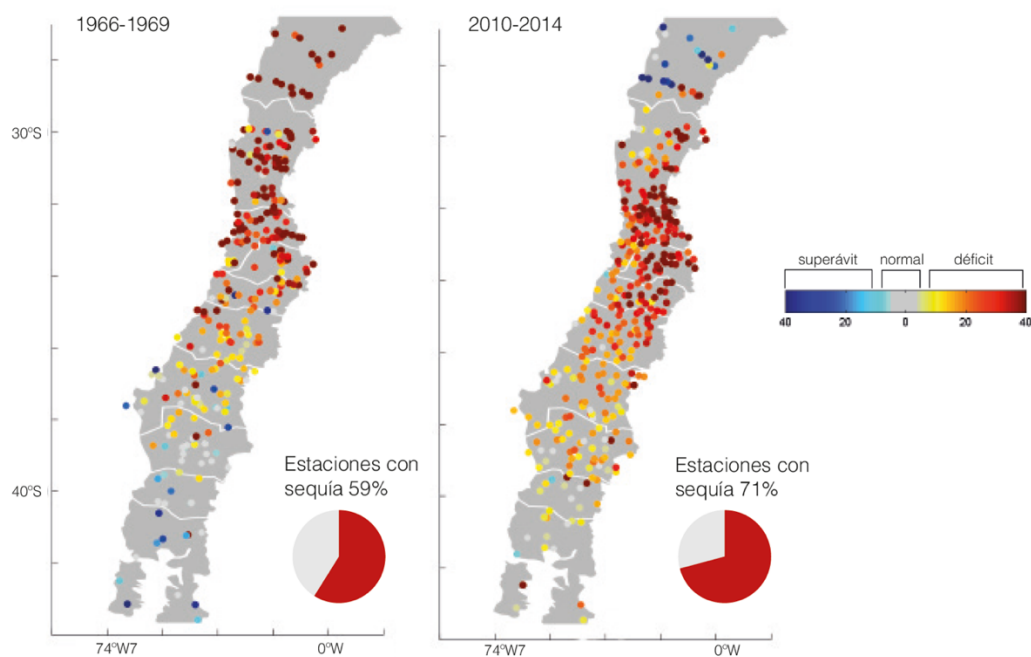 1966-1969
2010-2014
30ºS
40ºS
74ºW7
0ºW
74ºW7
0ºW
Estaciones con
sequía 59%
Estaciones con
sequía 71%
superávit normal déficit
40 20 0 20 40